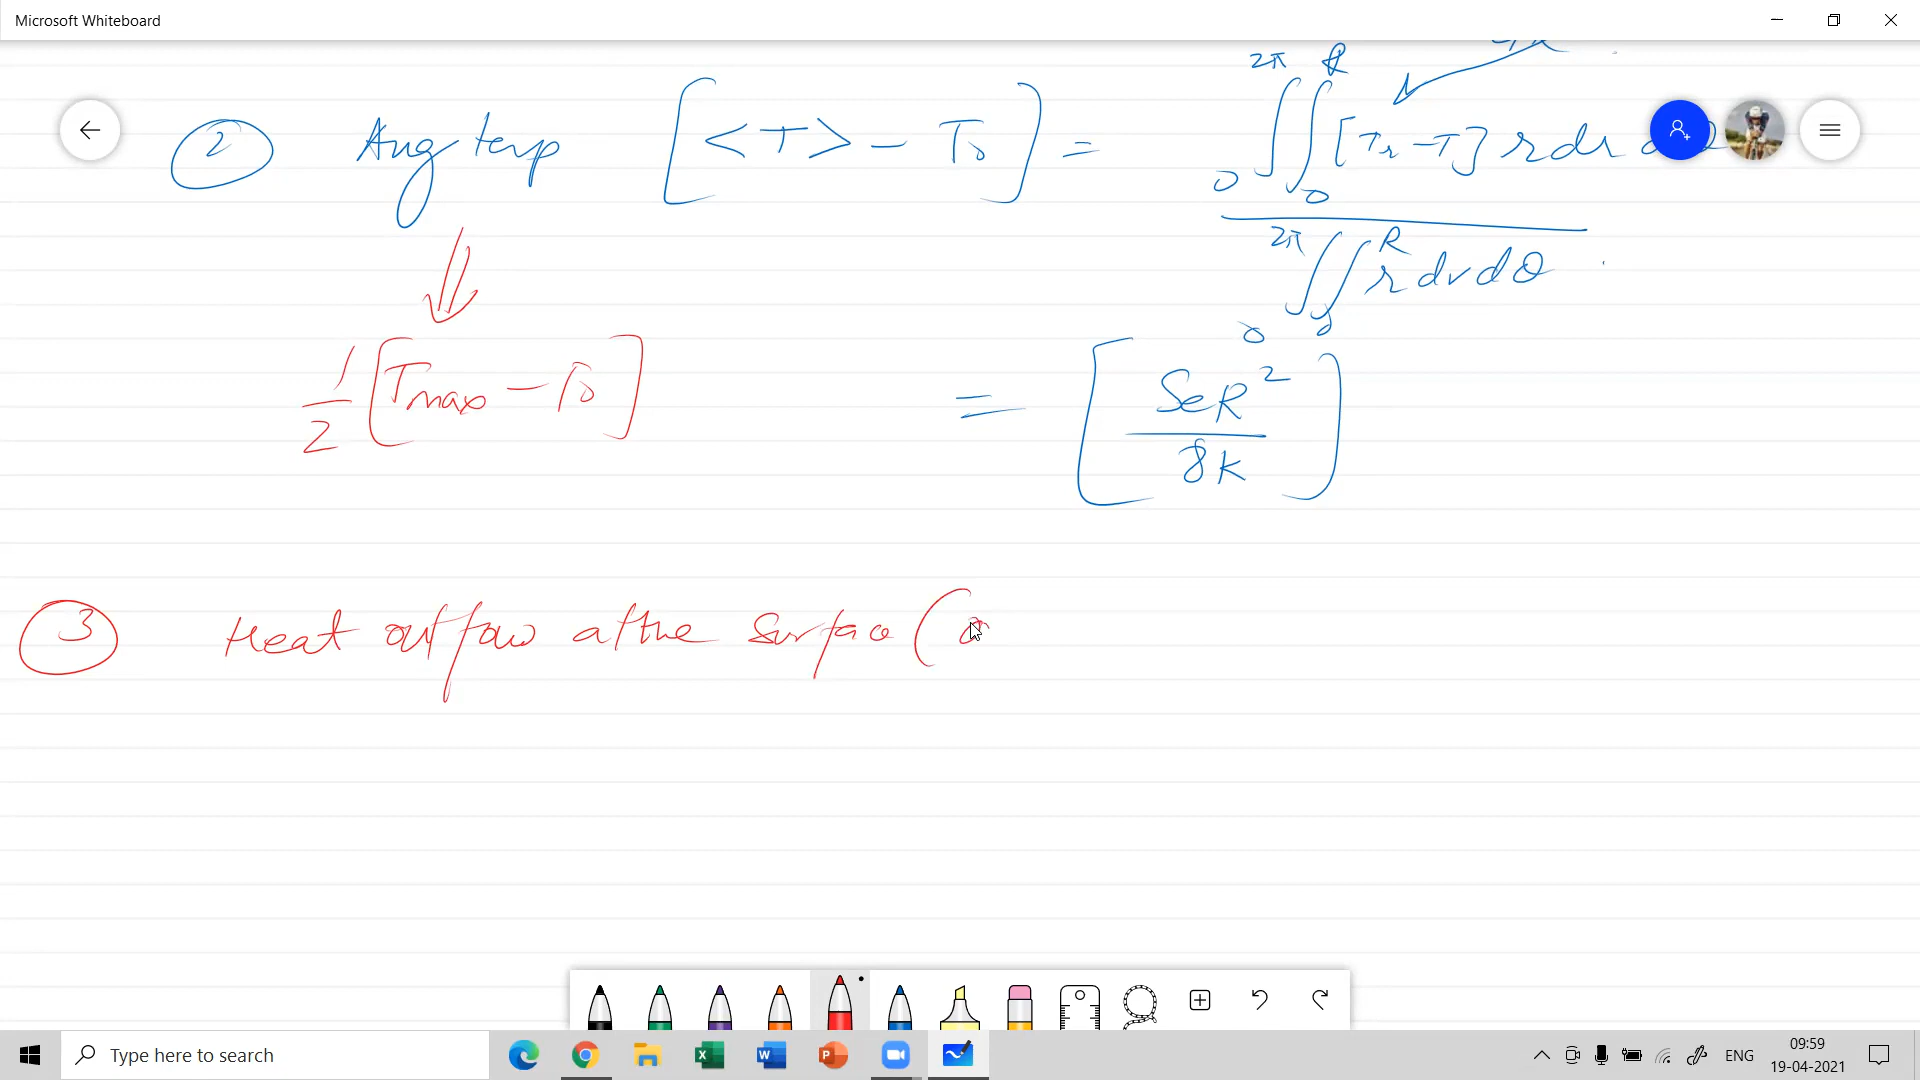 Microsoft Whiteboard
② Avg temp [<T> - T₀] = ∫₀^2π ∫₀^R [Tr - T] r dr d
2π ∫∫ R r dr dθ
0 0
1/2 [Tmax - T₀] = [SeR² / 8K]
③ Heat outflow at the surface (
Type here to search
ENG
09:59
19-04-2021